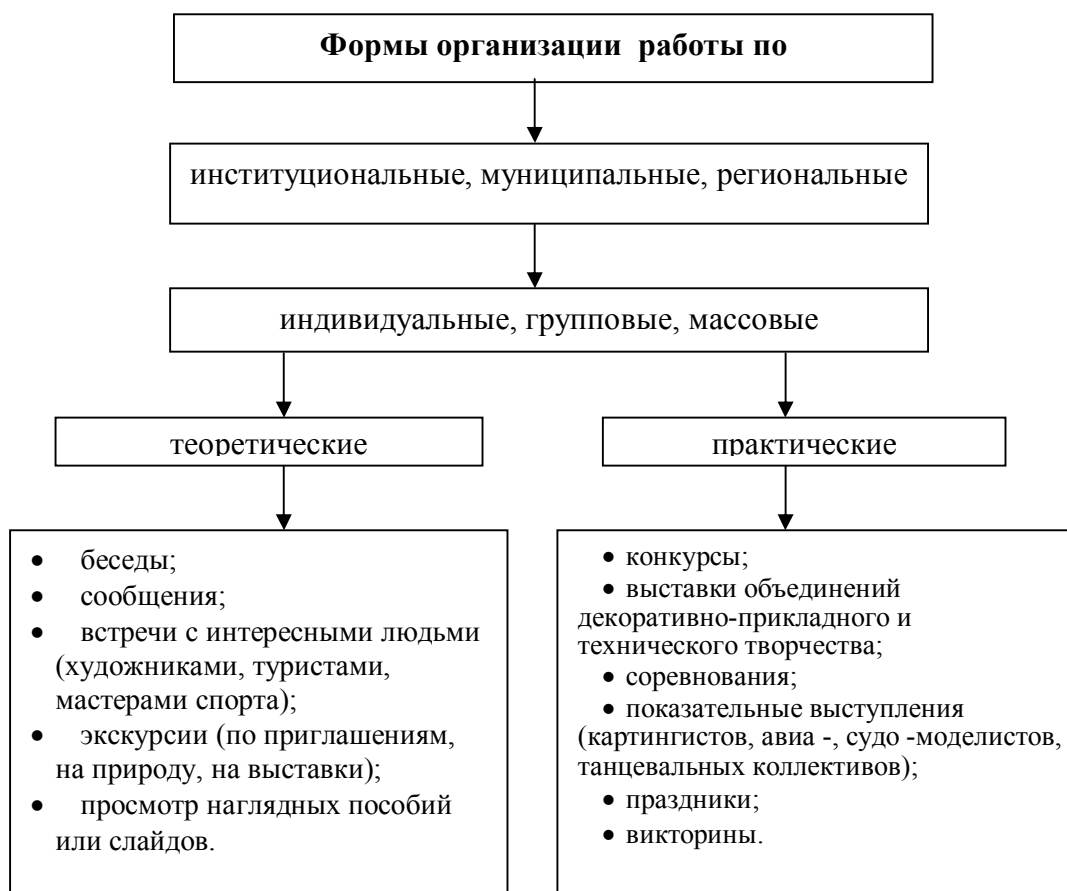 Формы организации работы по
институциональные, муниципальные, региональные
индивидуальные, групповые, массовые
теоретические
практические
• беседы;
• сообщения;
• встречи с интересными людьми
(художниками, туристами,
мастерами спорта);
• экскурсии (по приглашениям,
на природу, на выставки);
• просмотр наглядных пособий
или слайдов.
• конкурсы;
• выставки объединений
декоративно-прикладного и
технического творчества;
• соревнования;
• показательные выступления
(картингистов, авиа -, судо -моделистов,
танцевальных коллективов);
• праздники;
• викторины.